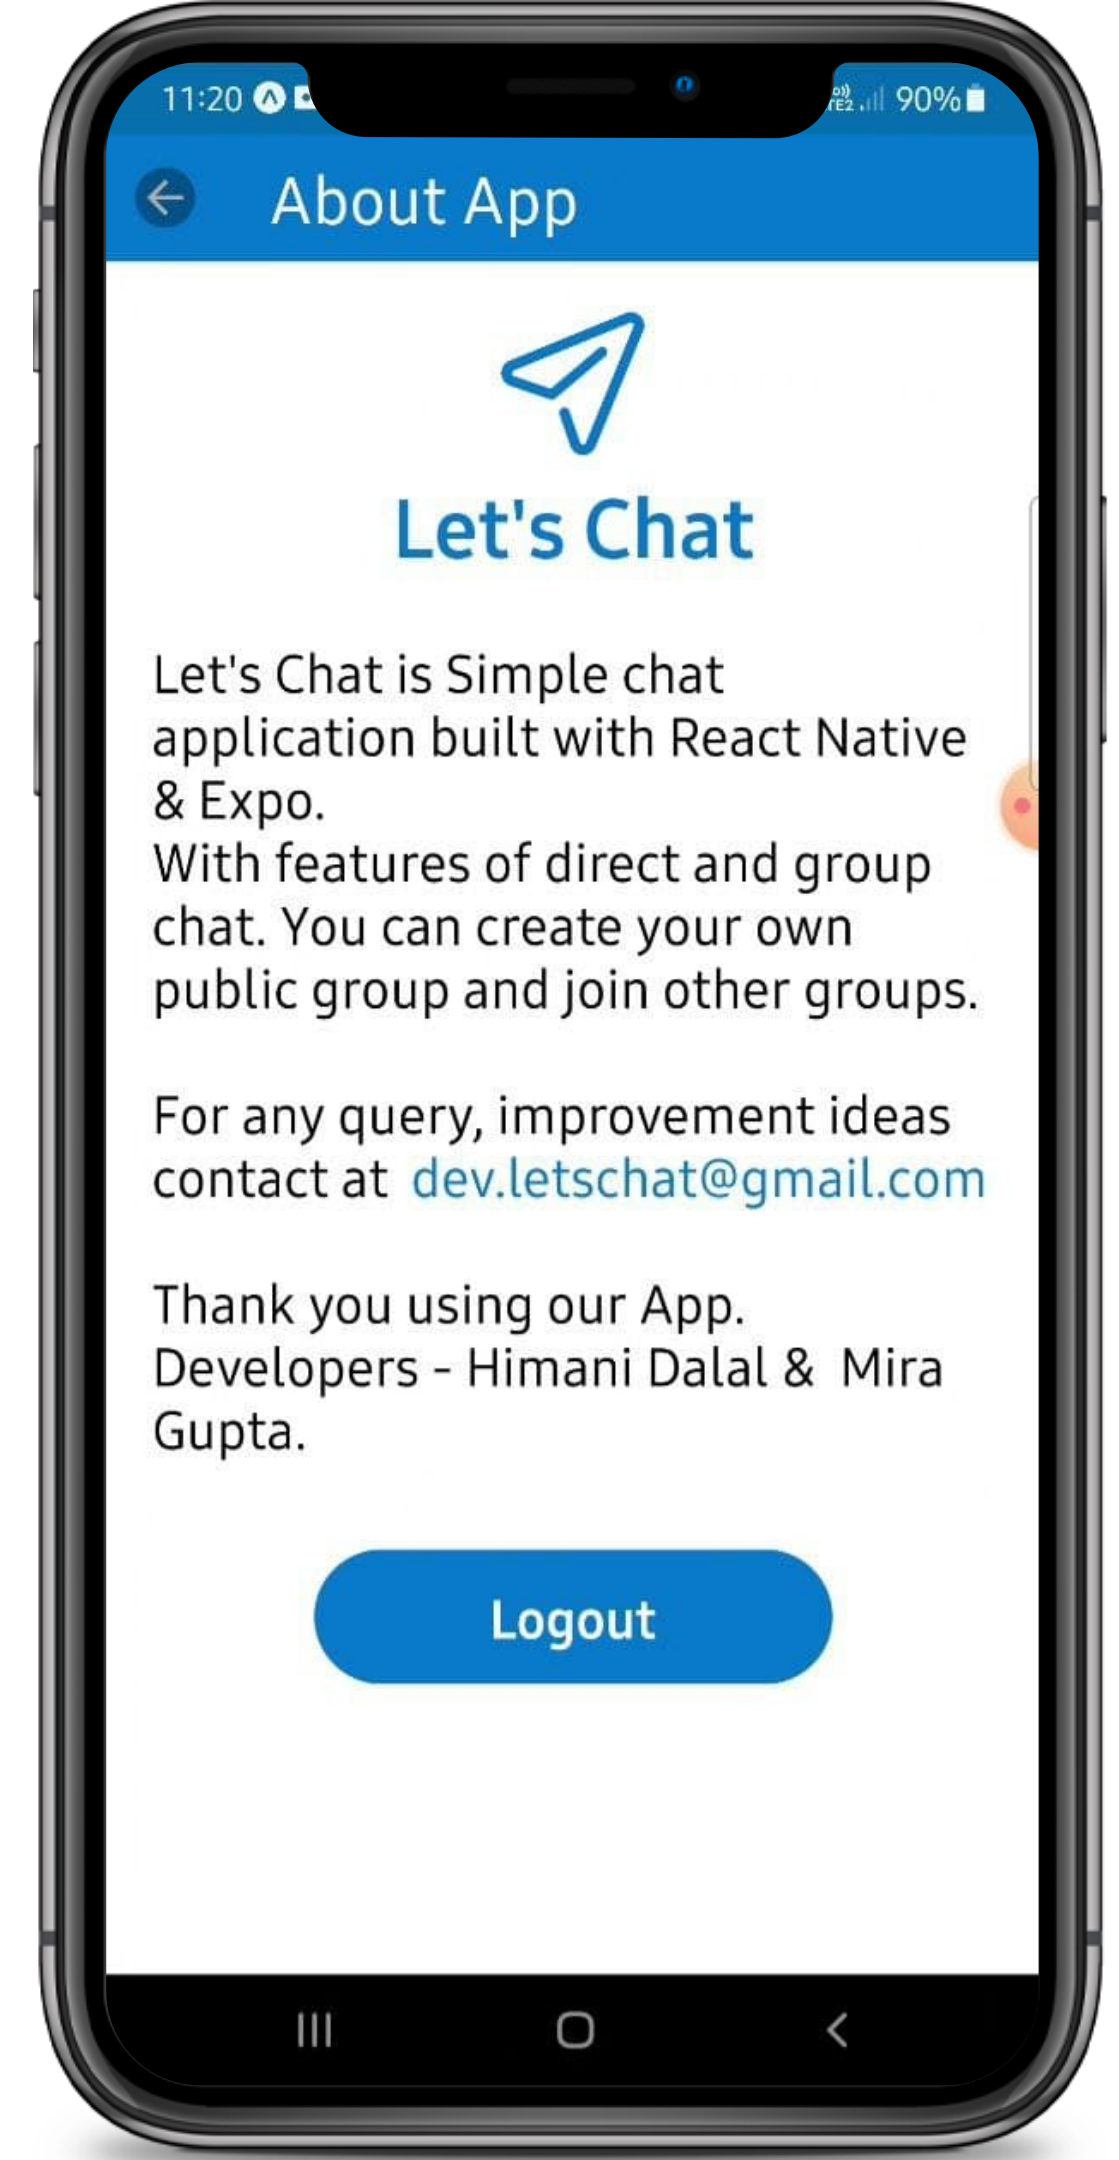 11:20 90%
About App
Let's Chat
Let's Chat is Simple chat
application built with React Native
& Expo.
With features of direct and group
chat. You can create your own
public group and join other groups.
For any query, improvement ideas
contact at dev.letschat@gmail.com
Thank you using our App.
Developers - Himani Dalal & Mira
Gupta.
Logout